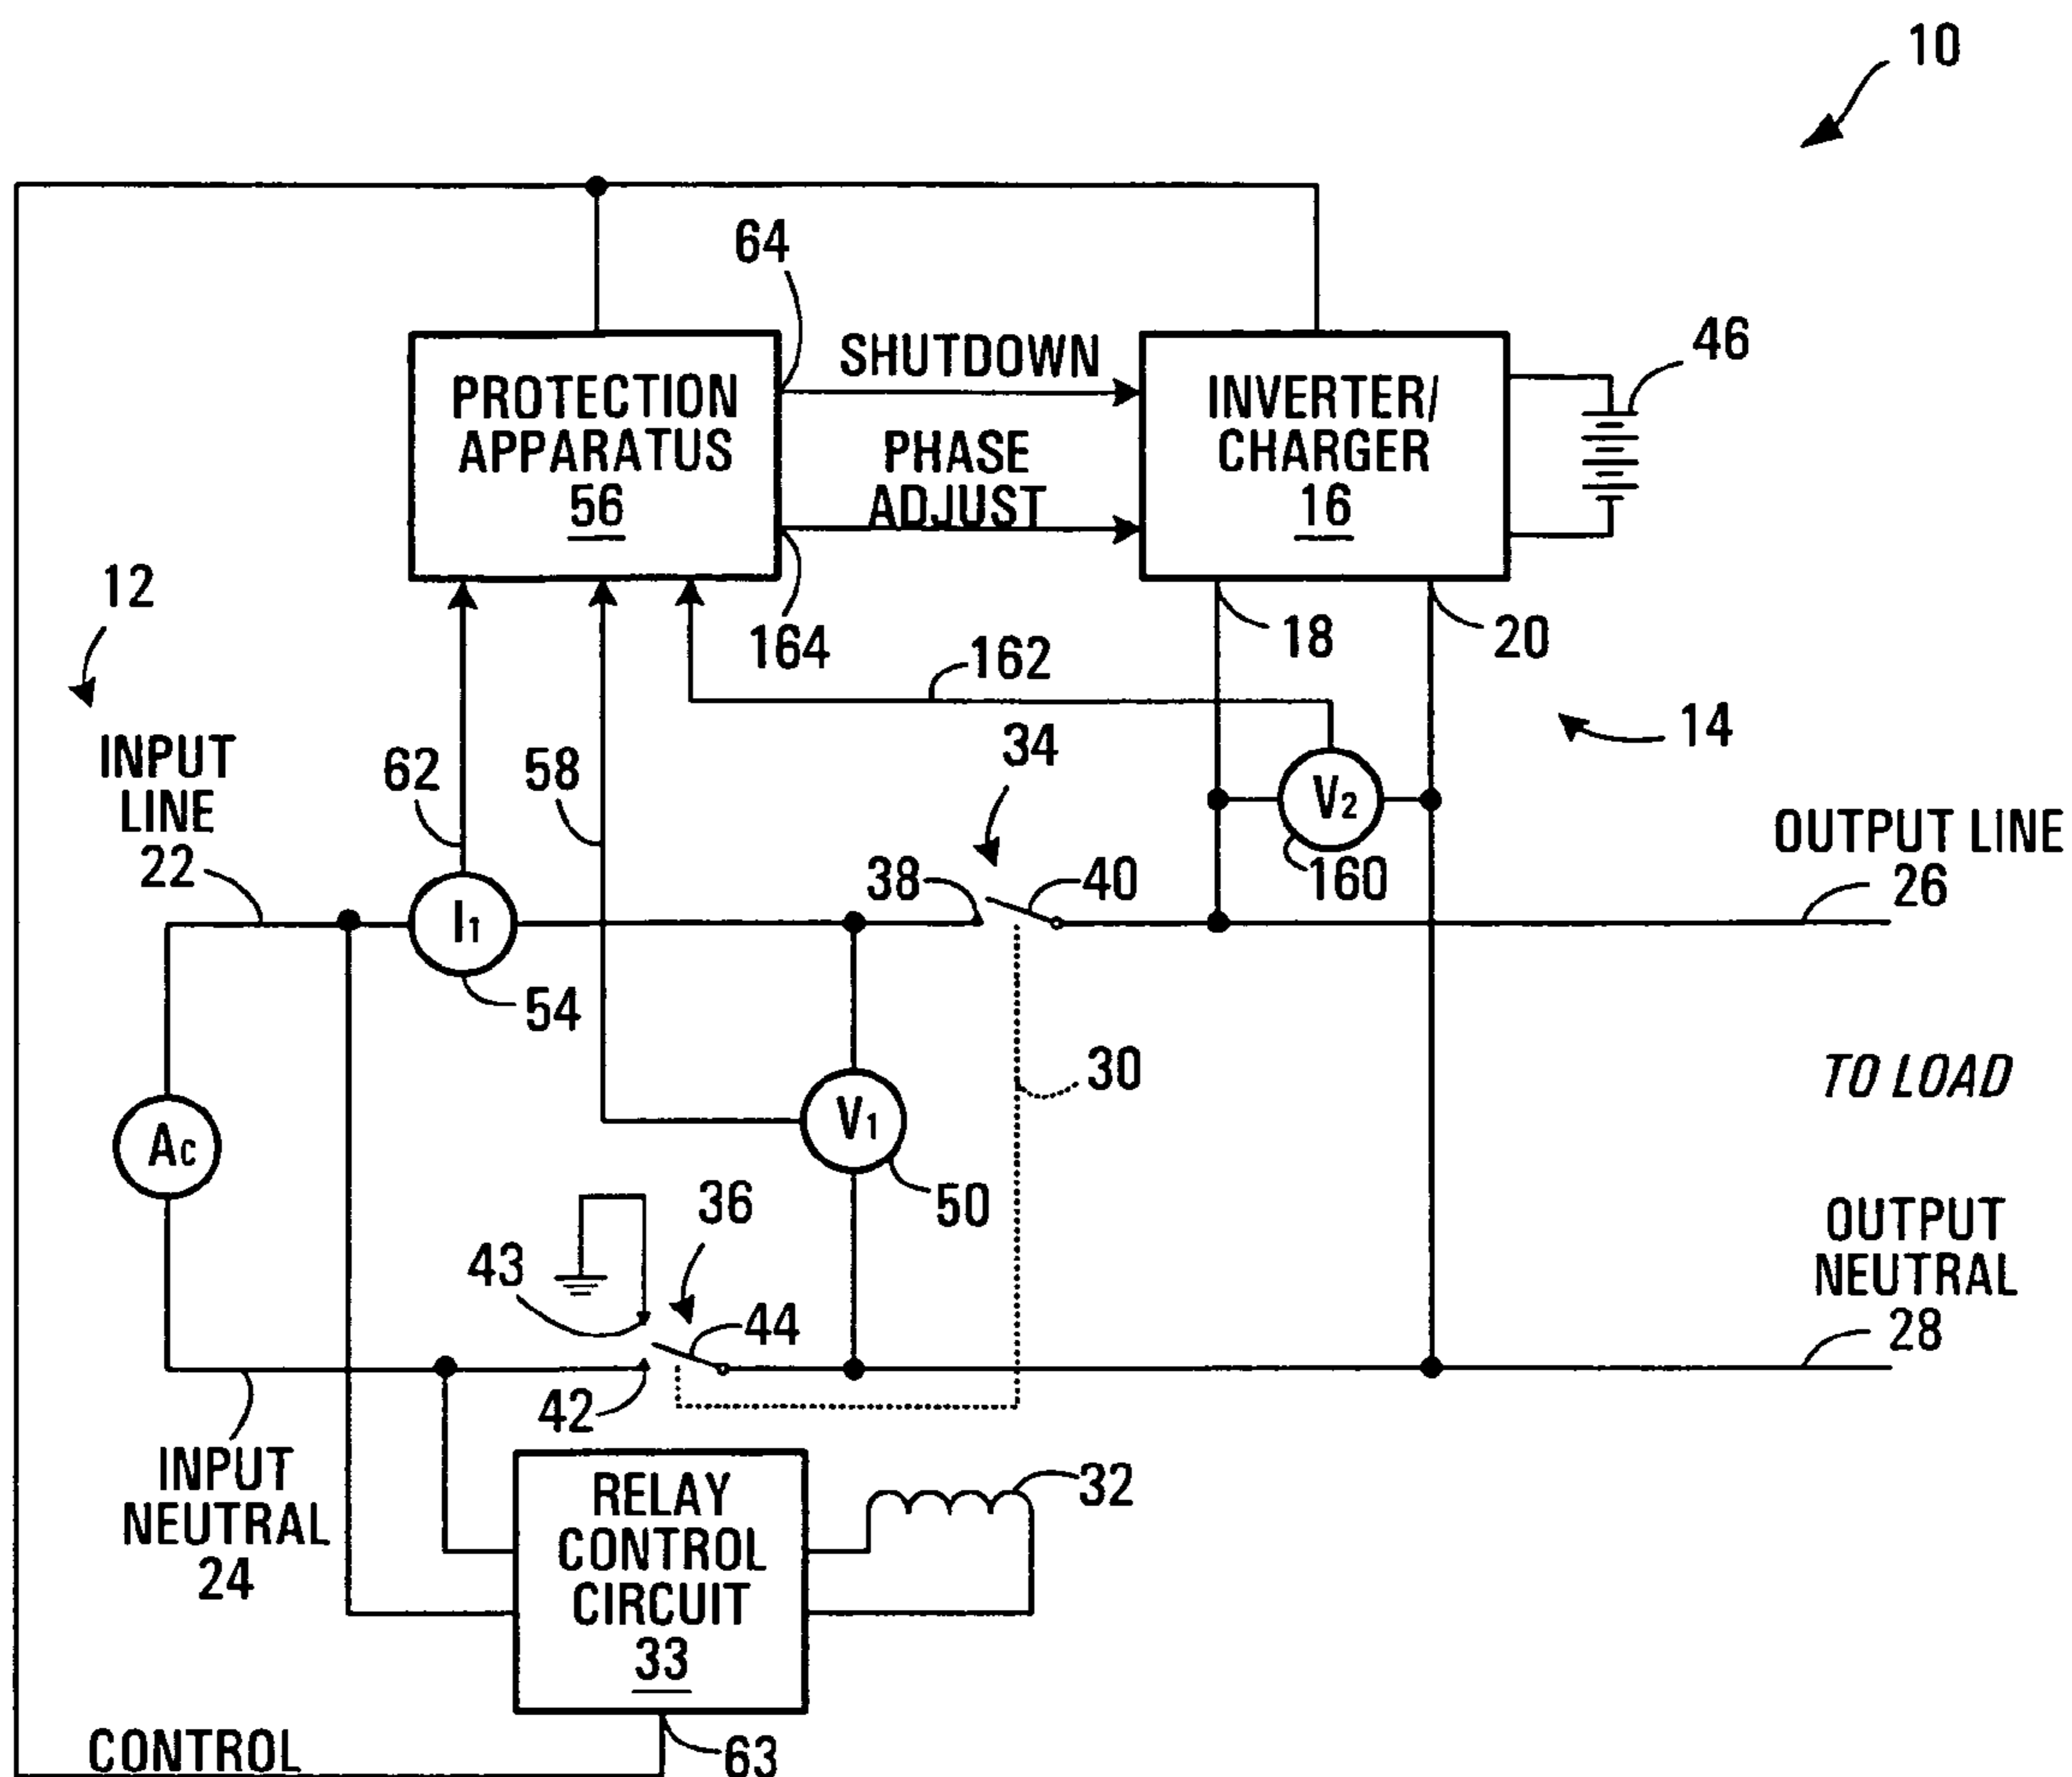 10
64
SHUTDOWN
46
PROTECTION
APPARATUS
56
PHASE
ADJUST
INVERTER/
CHARGER
16
12
164
162
18
20
14
INPUT
LINE
22
62
58
34
V2
160
OUTPUT LINE
26
38
40
I1
54
30
TO LOAD
AC
V1
50
36
43
44
42
OUTPUT
NEUTRAL
28
INPUT
NEUTRAL
24
RELAY
CONTROL
CIRCUIT
33
32
CONTROL
63